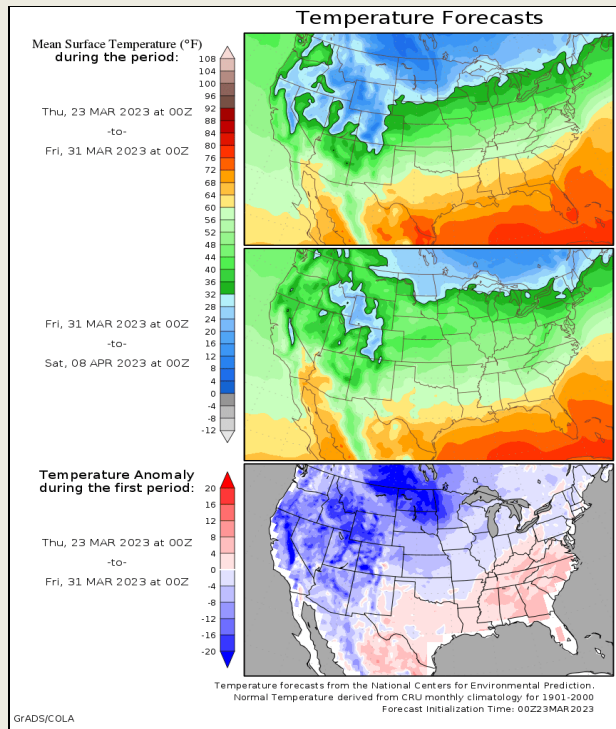 Temperature Forecasts
Mean Surface Temperature (°F)
during the period:
Thu, 23 MAR 2023 at 00Z
-to-
Fri, 31 MAR 2023 at 00Z
108
104
100
96
92
88
84
80
76
72
68
64
60
56
52
48
44
40
36
32
28
24
20
16
12
8
4
0
-4
-8
-12
Fri, 31 MAR 2023 at 00Z
-to-
Sat, 08 APR 2023 at 00Z
Temperature Anomaly
during the first period:
Thu, 23 MAR 2023 at 00Z
-to-
Fri, 31 MAR 2023 at 00Z
20
16
12
8
4
0
-4
-8
-12
-16
-20
Temperature forecasts from the National Centers for Environmental Prediction.
Normal Temperature derived from CRU monthly climatology for 1901-2000
Forecast Initialization Time: 00Z23MAR2023
GrADS/COLA